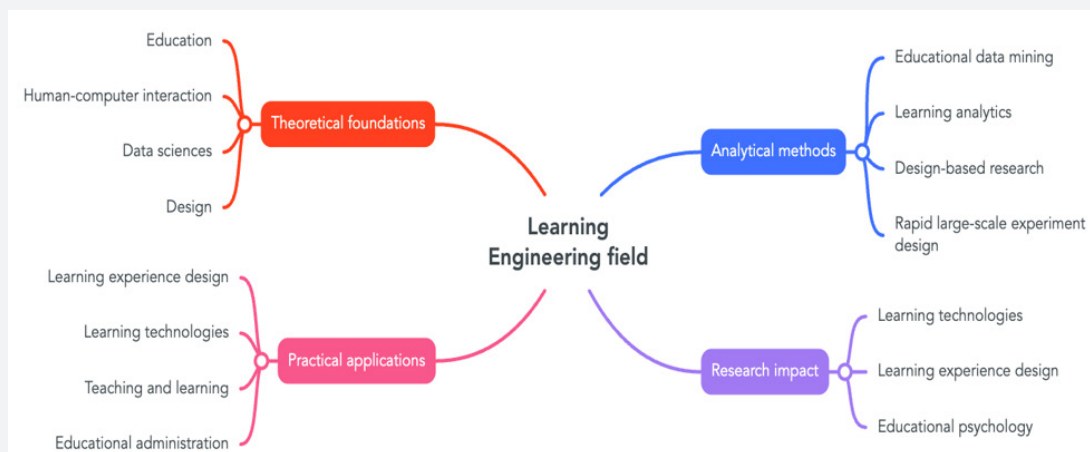 Learning
Engineering field
Theoretical foundations
Education
Human-computer interaction
Data sciences
Design
Practical applications
Learning experience design
Learning technologies
Teaching and learning
Educational administration
Analytical methods
Educational data mining
Learning analytics
Design-based research
Rapid large-scale experiment
design
Research impact
Learning technologies
Learning experience design
Educational psychology